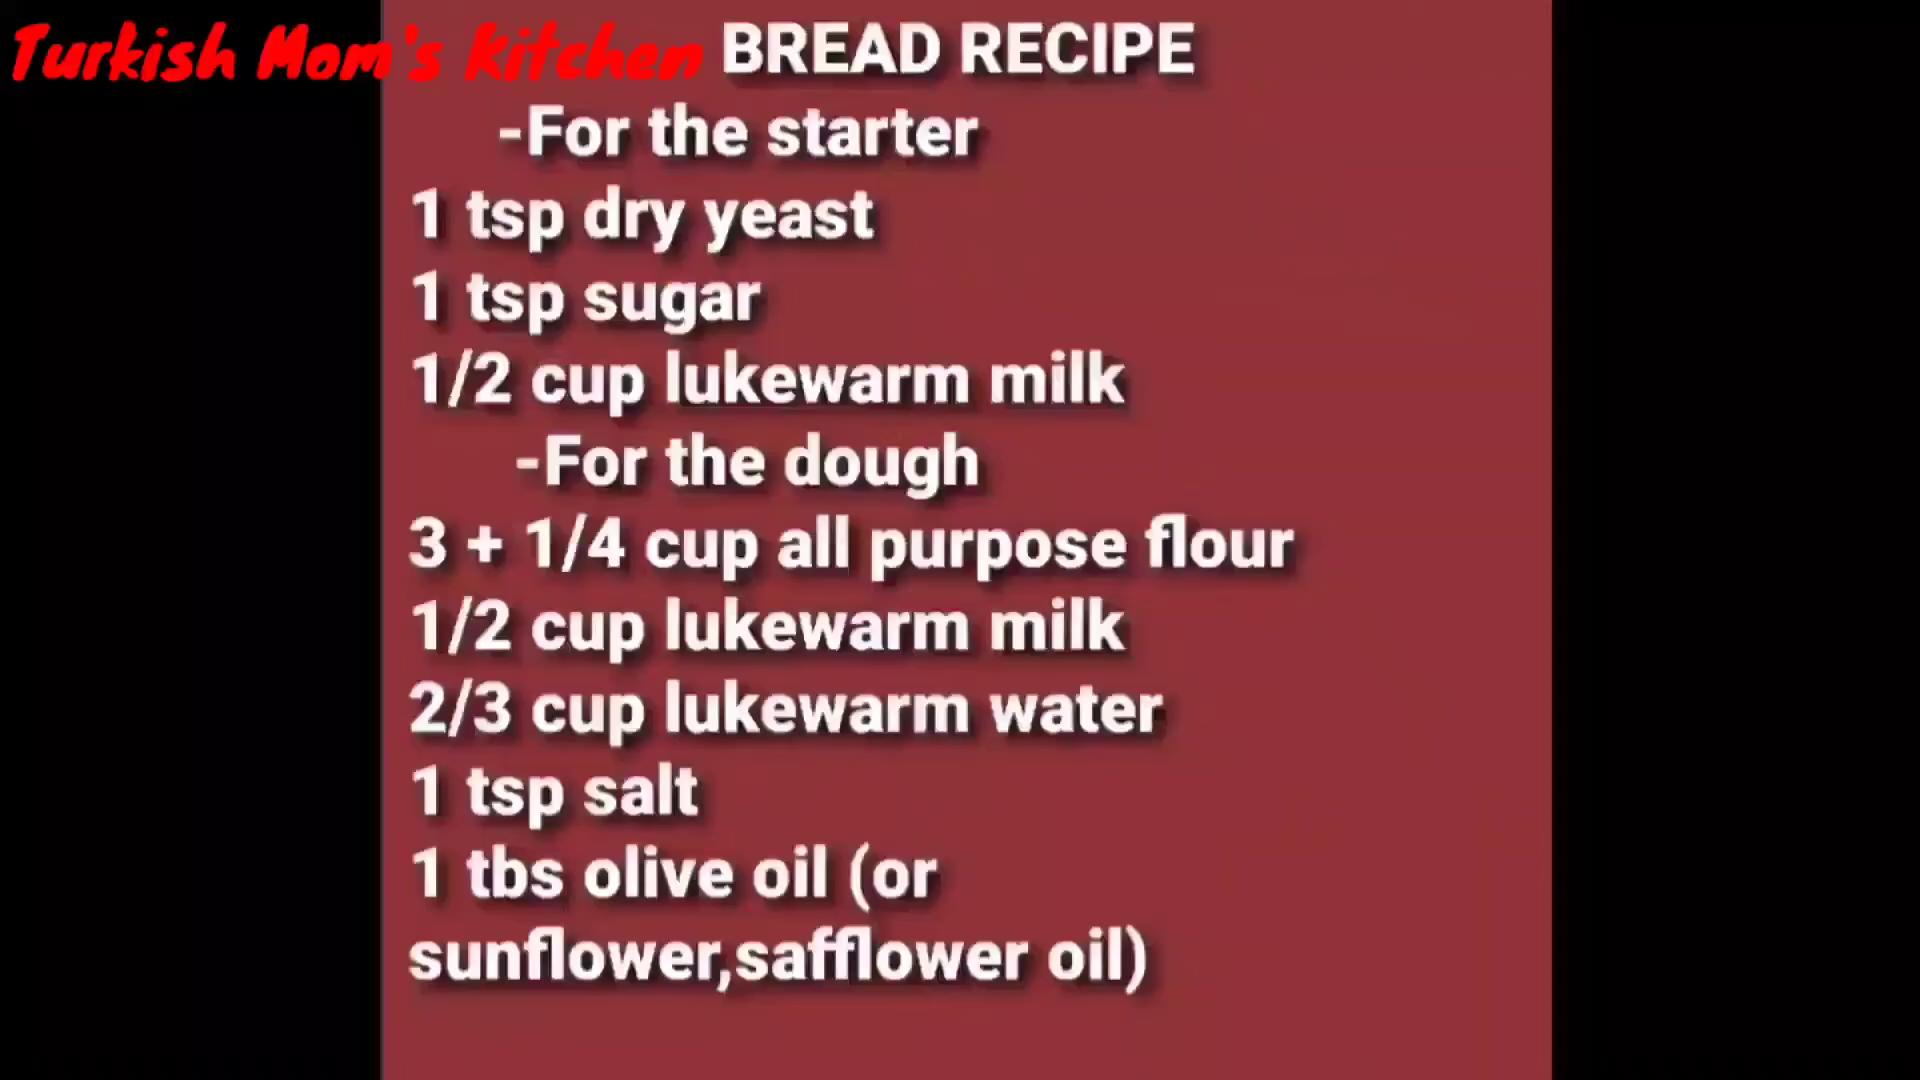 Turkish Mom's Kitchen
BREAD RECIPE
-For the starter
1 tsp dry yeast
1 tsp sugar
1/2 cup lukewarm milk
-For the dough
3 + 1/4 cup all purpose flour
1/2 cup lukewarm milk
2/3 cup lukewarm water
1 tsp salt
1 tbs olive oil (or
sunflower,safflower oil)